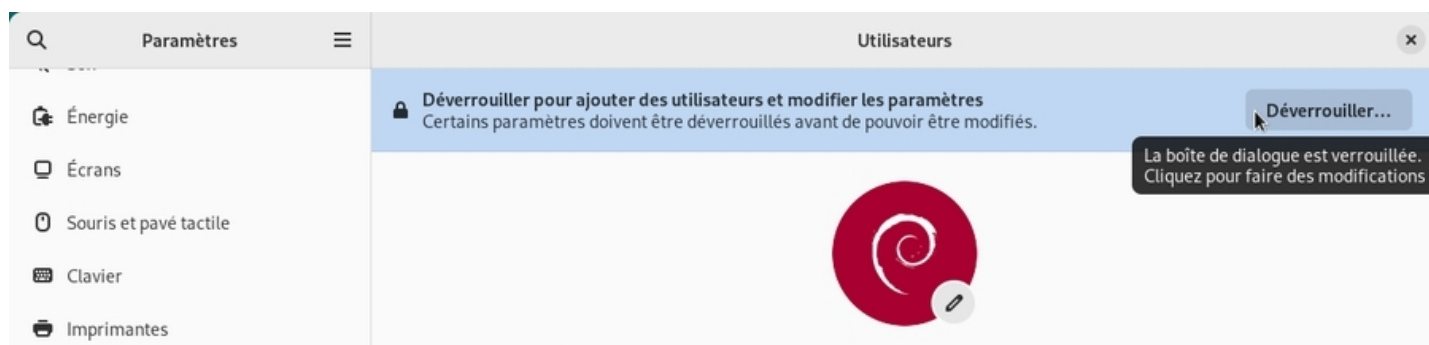 Paramètres
Utilisateurs
Énergie
Écrans
Souris et pavé tactile
Clavier
Imprimantes
Déverrouiller pour ajouter des utilisateurs et modifier les paramètres
Certains paramètres doivent être déverrouillés avant de pouvoir être modifiés.
Déverrouiller...
La boîte de dialogue est verrouillée.
Cliquez pour faire des modifications